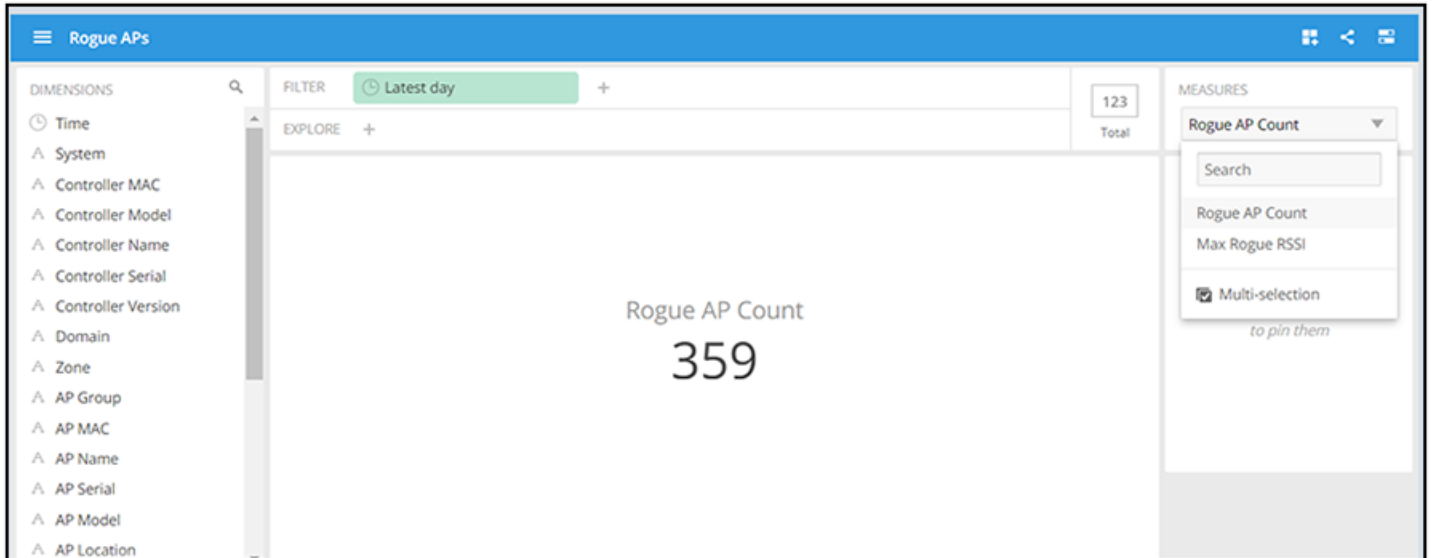 Rogue APs
DIMENSIONS
Time
System
Controller MAC
Controller Model
Controller Name
Controller Serial
Controller Version
Domain
Zone
AP Group
AP MAC
AP Name
AP Serial
AP Model
AP Location
FILTER
Latest day
+
EXPLORE +
123
Total
Rogue AP Count
359
MEASURES
Rogue AP Count
Search
Rogue AP Count
Max Rogue RSSI
Multi-selection
to pin them